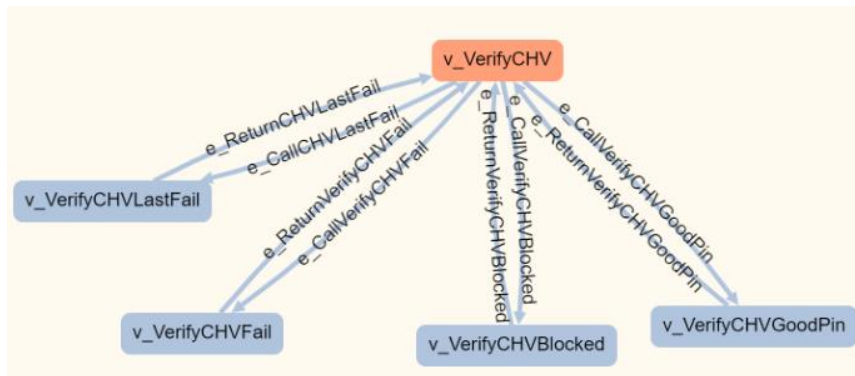 v_VerifyCHV
e_ReturnCHVLastFail
e_CallCHVLastFail
e_ReturnVerifyCHVFail
e_CallVerifyCHVFail
e_ReturnVerifyCHVBlocked
e_CallVerifyCHVBlocked
e_CallVerifyCHVGoodPin
e_ReturnVerifyCHVGoodPin
v_VerifyCHVLastFail
v_VerifyCHVFail
v_VerifyCHVBlocked
v_VerifyCHVGoodPin